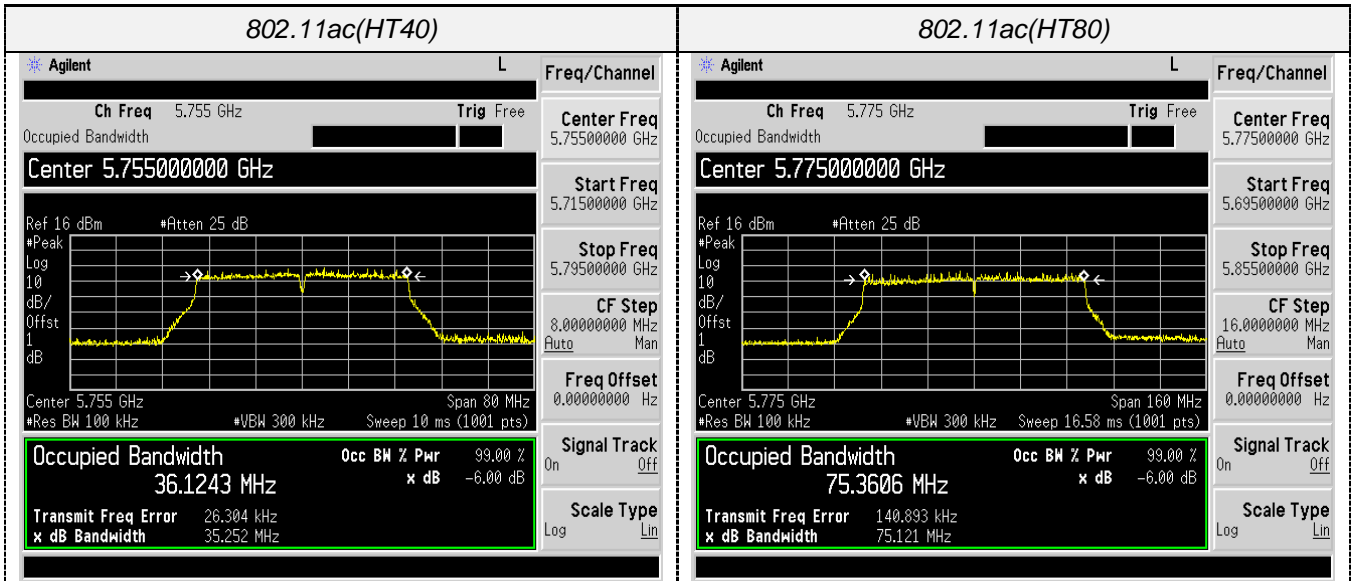 802.11ac(HT40)
Agilent L
Ch Freq 5.755 GHz Trig Free
Occupied Bandwidth
Center 5.755000000 GHz
Ref 16 dBm #Atten 25 dB
#Peak
Log
10
dB/
Offst
1
dB
Center 5.755 GHz Span 80 MHz
#Res BW 100 kHz #VBW 300 kHz Sweep 10 ms (1001 pts)
Occupied Bandwidth Occ BW % Pwr 99.00 %
36.1243 MHz x dB -6.00 dB
Transmit Freq Error 26.304 kHz
x dB Bandwidth 35.252 MHz
Freq/Channel
Center Freq
5.75500000 GHz
Start Freq
5.71500000 GHz
Stop Freq
5.79500000 GHz
CF Step
8.00000000 MHz
Auto Man
Freq Offset
0.00000000 Hz
Signal Track
On Off
Scale Type
Log Lin
802.11ac(HT80)
Agilent L
Ch Freq 5.775 GHz Trig Free
Occupied Bandwidth
Center 5.775000000 GHz
Ref 16 dBm #Atten 25 dB
#Peak
Log
10
dB/
Offst
1
dB
Center 5.775 GHz Span 160 MHz
#Res BW 100 kHz #VBW 300 kHz Sweep 16.58 ms (1001 pts)
Occupied Bandwidth Occ BW % Pwr 99.00 %
75.3606 MHz x dB -6.00 dB
Transmit Freq Error 140.893 kHz
x dB Bandwidth 75.121 MHz
Freq/Channel
Center Freq
5.77500000 GHz
Start Freq
5.69500000 GHz
Stop Freq
5.85500000 GHz
CF Step
16.0000000 MHz
Auto Man
Freq Offset
0.00000000 Hz
Signal Track
On Off
Scale Type
Log Lin